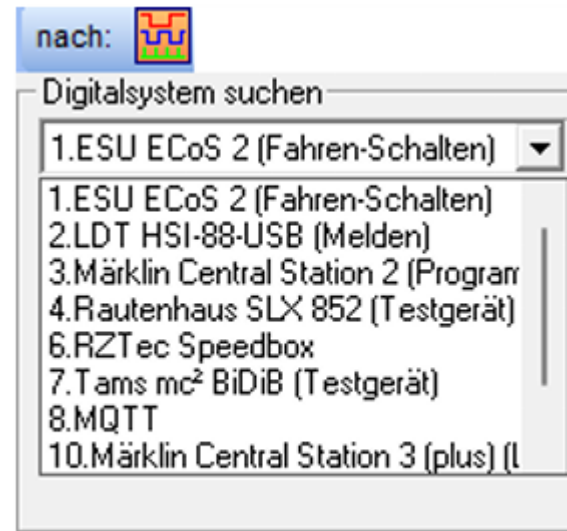 nach:
Digitalsystem suchen
1.ESU ECoS 2 (Fahren-Schalten)
1.ESU ECoS 2 (Fahren-Schalten)
2.LDT HSI-88-USB (Melden)
3.Märklin Central Station 2 (Program
4.Rautenhaus SLX 852 (Testgerät)
6.RZTec Speedbox
7.Tams mc² BiDiB (Testgerät)
8.MQTT
10.Märklin Central Station 3 (plus) (L